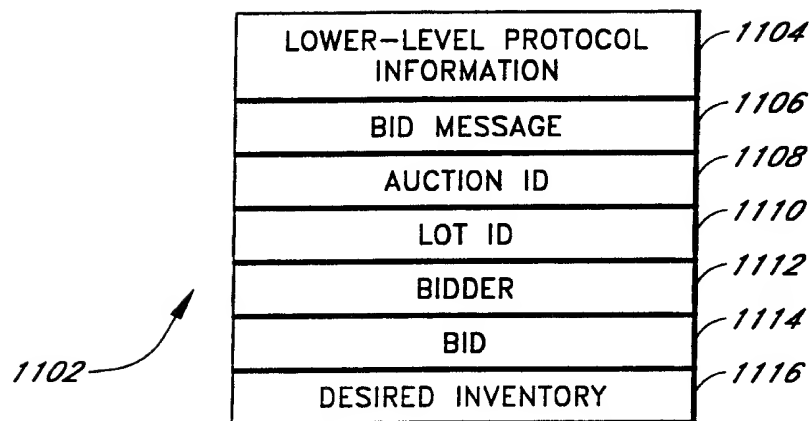 LOWER-LEVEL PROTOCOL
INFORMATION
1104
BID MESSAGE
1106
AUCTION ID
1108
LOT ID
1110
BIDDER
1112
BID
1114
DESIRED INVENTORY
1116
1102